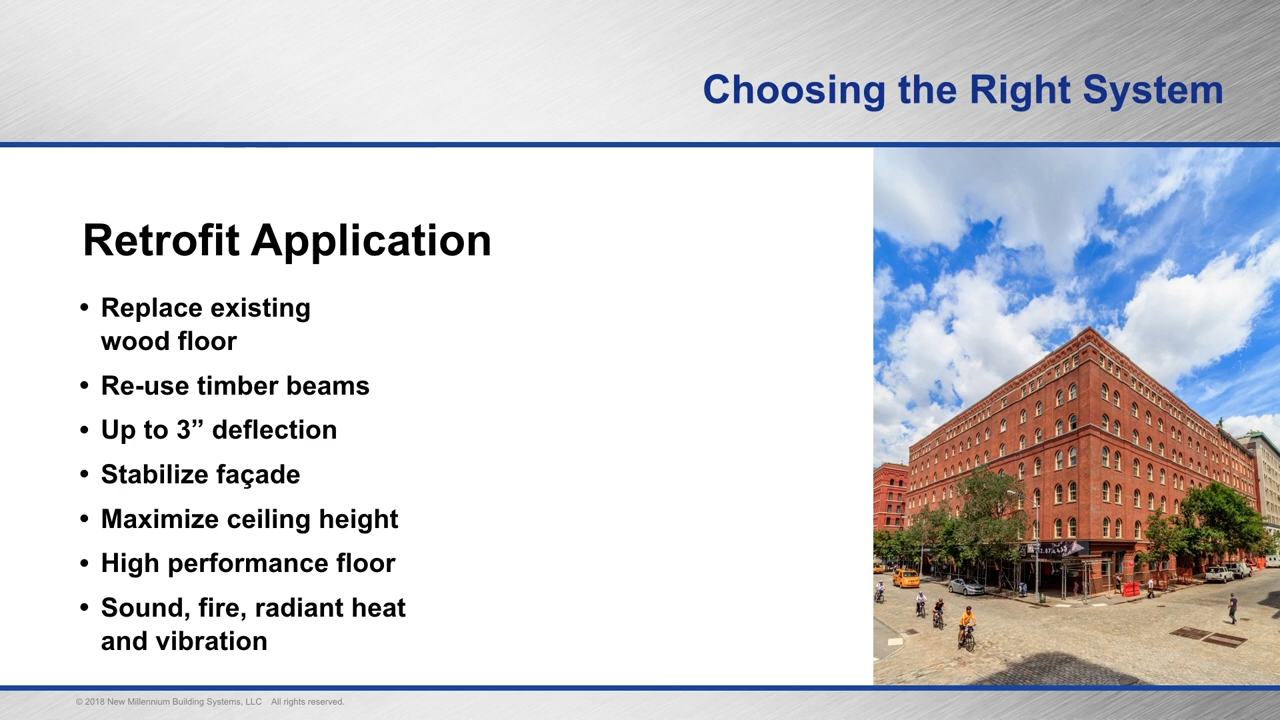 Choosing the Right System
Retrofit Application
• Replace existing
wood floor
• Re-use timber beams
• Up to 3” deflection
• Stabilize façade
• Maximize ceiling height
• High performance floor
• Sound, fire, radiant heat
and vibration
© 2018 New Millennium Building Systems, LLC All rights reserved.